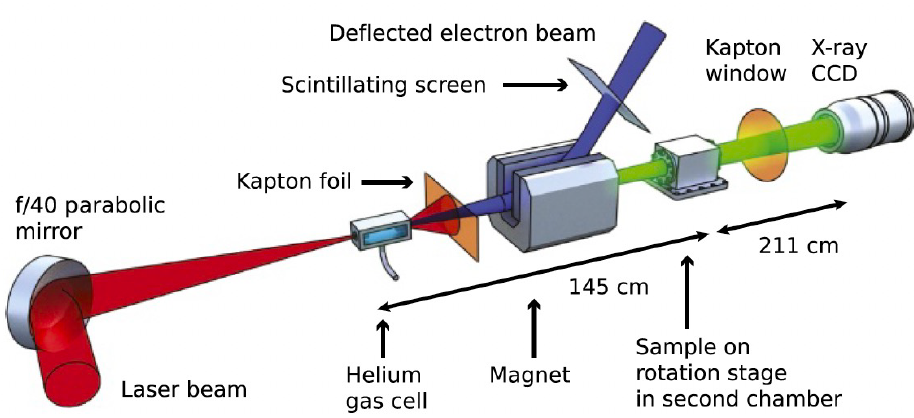 Deflected electron beam
Scintillating screen
Kapton
window
X-ray
CCD
Kapton foil
f/40 parabolic
mirror
211 cm
145 cm
Laser beam
Helium
gas cell
Magnet
Sample on
rotation stage
in second chamber